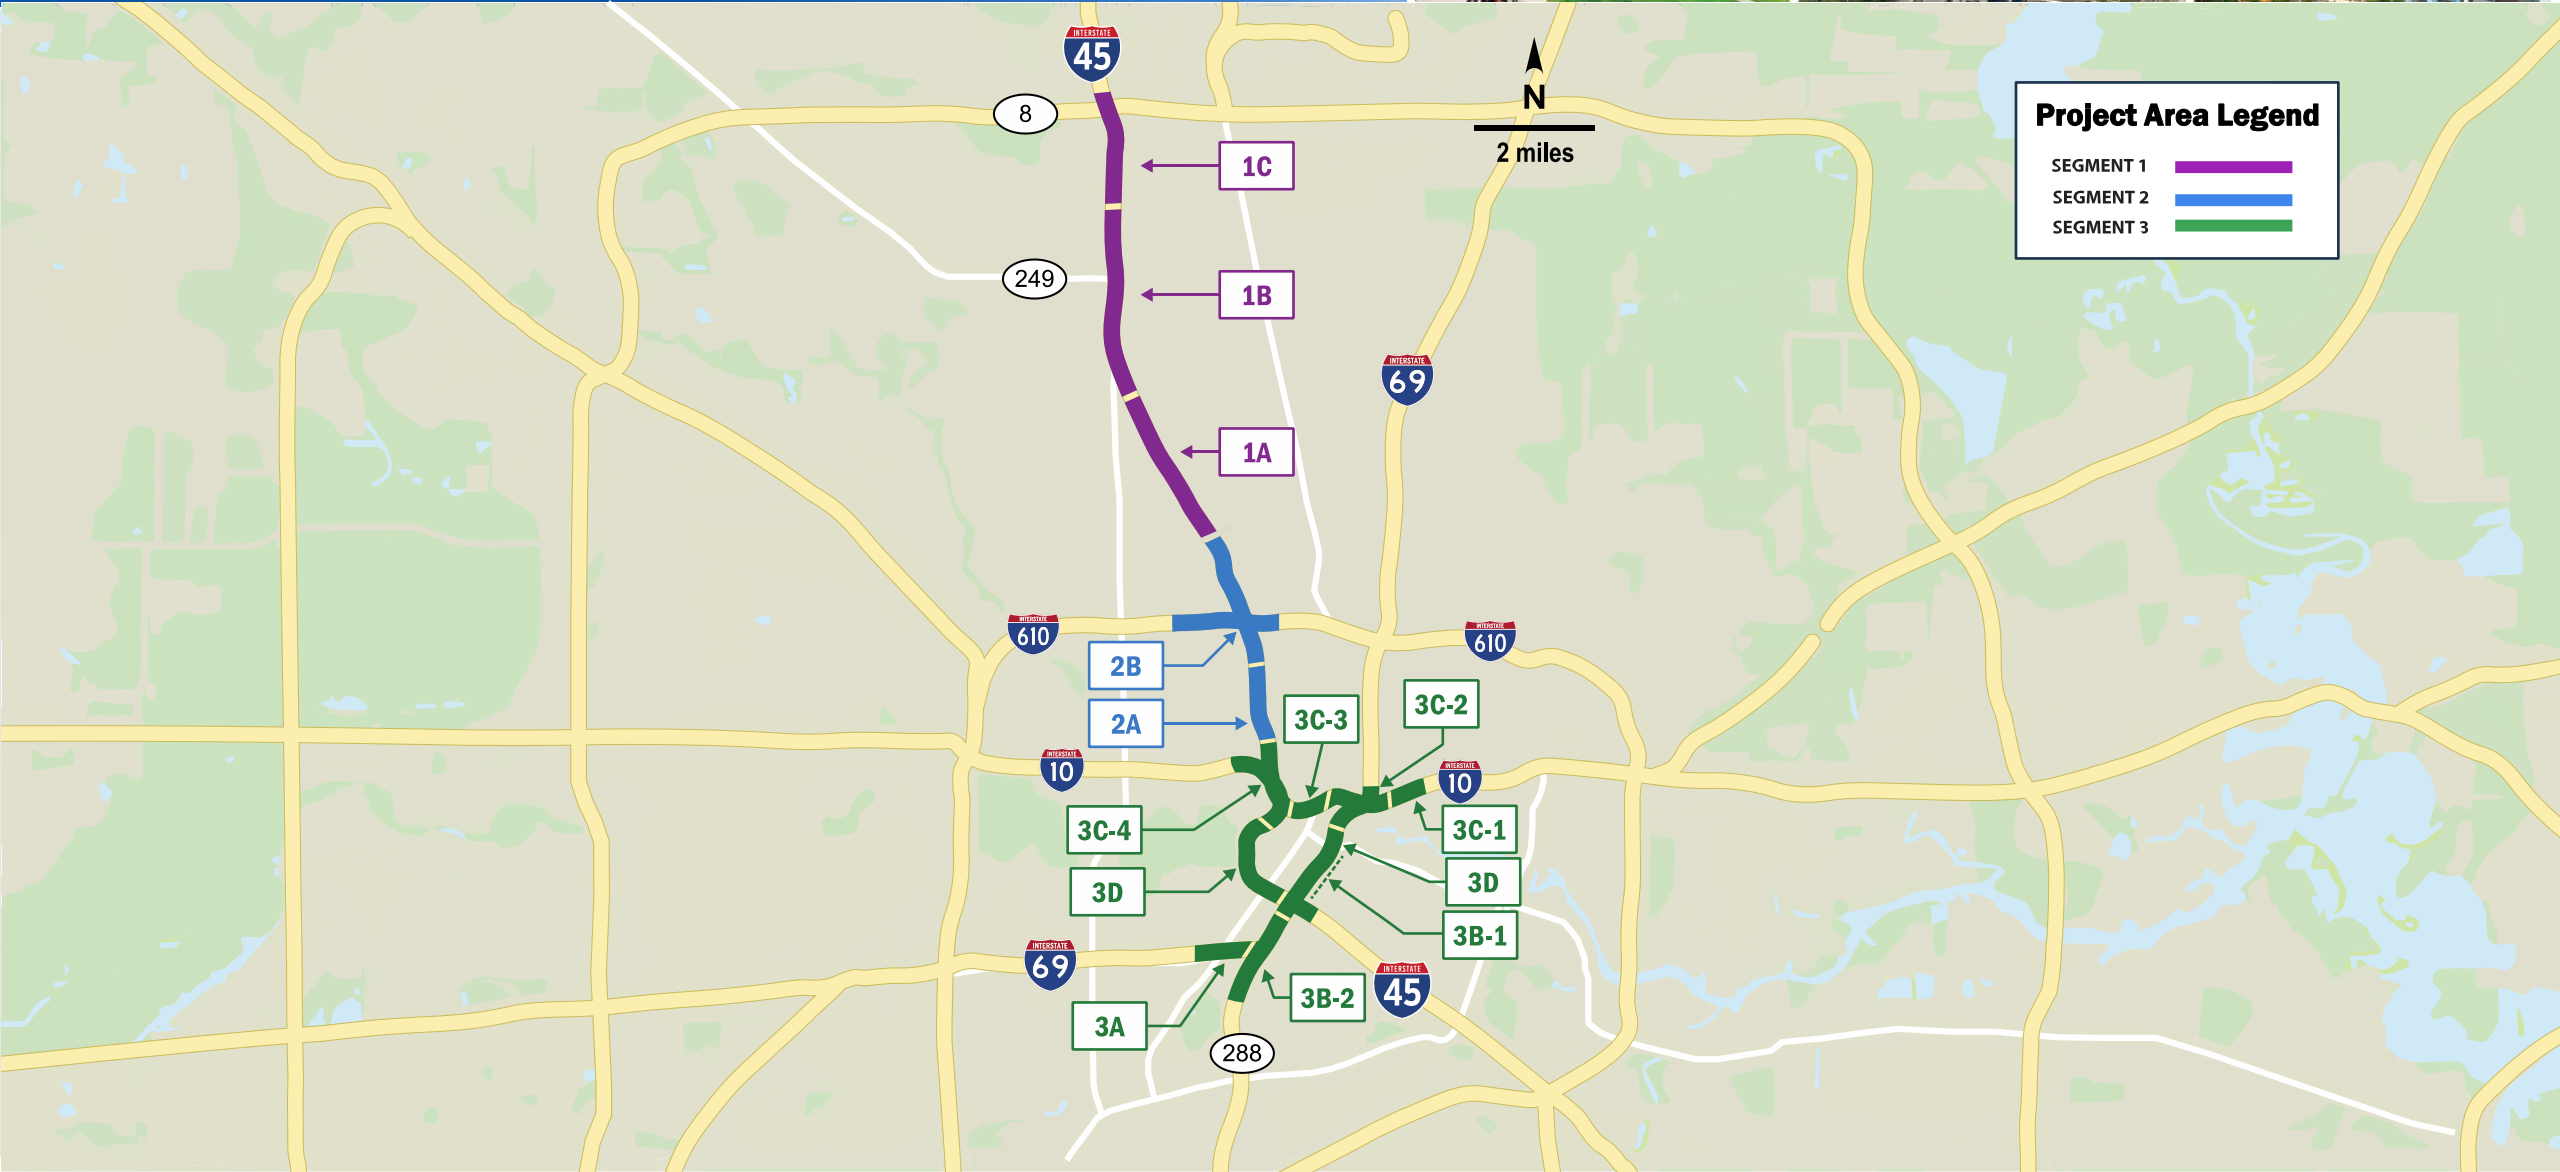 INTERSTATE
45
8
N
2 miles
Project Area Legend
SEGMENT 1
SEGMENT 2
SEGMENT 3
1C
249
1B
INTERSTATE
69
1A
INTERSTATE
610
INTERSTATE
610
2B
2A
3C-3
3C-2
INTERSTATE
10
INTERSTATE
10
3C-4
3C-1
3D
3D
3B-1
INTERSTATE
69
INTERSTATE
45
3B-2
3A
288